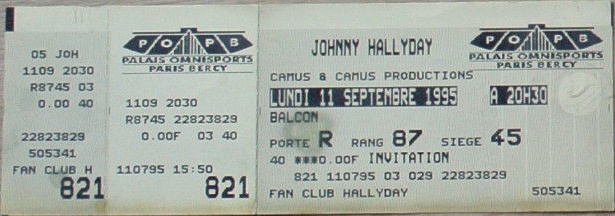 05 JOH
1109 2030
R8745 03
0.00 40
22823829
505341
FAN CLUB H
821
POPB
PALAIS OMNISPORTS
PARIS BERCY
1109 2030
R8745 22823829
0.00F 03 40
110795 15:50
821
JOHNNY HALLYDAY
POPB
PALAIS OMNISPORTS
PARIS BERCY
CAMUS & CAMUS PRODUCTIONS
LUNDI 11 SEPTEMBRE 1995 A 20H30
BALCON
PORTE R RANG 87 SIEGE 45
40 ***0.00F INVITATION
821 110795 03 029 22823829
FAN CLUB HALLYDAY 505341